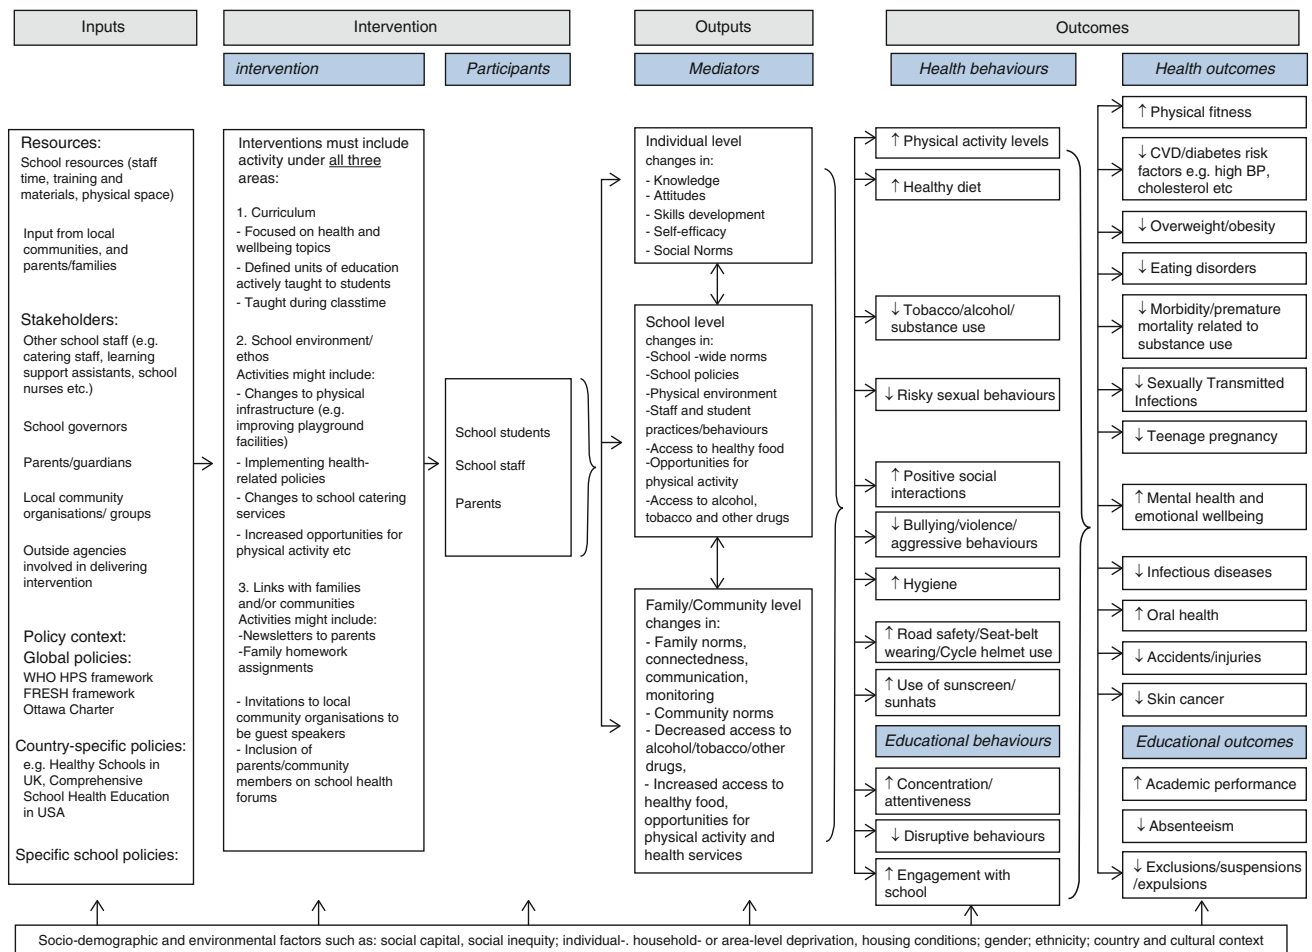 Inputs
Intervention
Outputs
Outcomes
intervention
Participants
Mediators
Health behaviours
Health outcomes
Resources:
School resources (staff
time, training and
materials, physical space)
Input from local
communities, and
parents/families
Stakeholders:
Other school staff (e.g.
catering staff, learning
support assistants, school
nurses etc.)
School governors
Parents/guardians
Local community
organisations/ groups
Outside agencies
involved in delivering
intervention
Policy context:
Global policies:
WHO HPS framework
FRESH framework
Ottawa Charter
Country-specific policies:
e.g. Healthy Schools in
UK, Comprehensive
School Health Education
in USA
Specific school policies:
Interventions must include
activity under all three
areas:
1. Curriculum
- Focused on health and
wellbeing topics
- Defined units of education
actively taught to students
- Taught during classtime
2. School environment/
ethos
Activities might include:
- Changes to physical
infrastructure (e.g.
improving playground
facilities)
- Implementing health-
related policies
- Changes to school catering
services
- Increased opportunities for
physical activity etc
3. Links with families
and/or communities
Activities might include:
-Newsletters to parents
-Family homework
assignments
- Invitations to local
community organisations to
be guest speakers
- Inclusion of
parents/community
members on school health
forums
School students
School staff
Parents
Individual level
changes in:
- Knowledge
- Attitudes
- Skills development
- Self-efficacy
- Social Norms
School level
changes in:
-School -wide norms
-School policies
-Physical environment
-Staff and student
practices/behaviours
-Access to healthy food
-Opportunities for
physical activity
-Access to alcohol,
tobacco and other drugs
Family/Community level
changes in:
- Family norms,
connectedness,
communication,
monitoring
- Community norms
- Decreased access to
alcohol/tobacco/other
drugs,
- Increased access to
healthy food,
opportunities for
physical activity and
health services
↑ Physical activity levels
↑ Healthy diet
↓ Tobacco/alcohol/
substance use
↓ Risky sexual behaviours
↑ Positive social
interactions
↓ Bullying/violence/
aggressive behaviours
↑ Hygiene
↑ Road safety/Seat-belt
wearing/Cycle helmet use
↑ Use of sunscreen/
sunhats
Educational behaviours
↑ Concentration/
attentiveness
↓ Disruptive behaviours
↑ Engagement with
school
↑ Physical fitness
↓ CVD/diabetes risk
factors e.g. high BP,
cholesterol etc
↓ Overweight/obesity
↓ Eating disorders
↓ Morbidity/premature
mortality related to
substance use
↓ Sexually Transmitted
Infections
↓ Teenage pregnancy
↑ Mental health and
emotional wellbeing
↓ Infectious diseases
↑ Oral health
↓ Accidents/injuries
↓ Skin cancer
Educational outcomes
↑ Academic performance
↓ Absenteeism
↓ Exclusions/suspensions
/expulsions
Socio-demographic and environmental factors such as: social capital, social inequity; individual-. household- or area-level deprivation, housing conditions; gender; ethnicity; country and cultural context